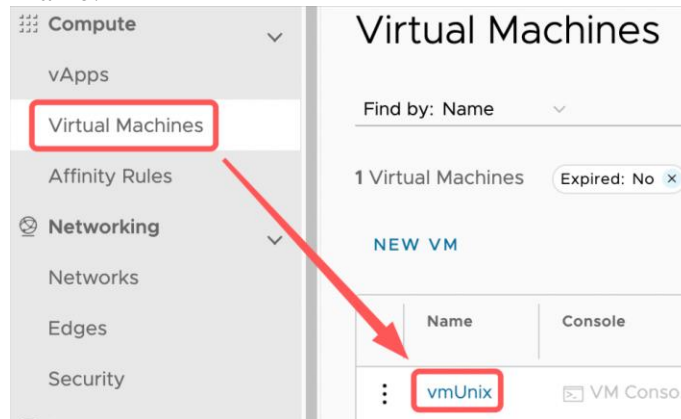 Compute
vApps
Virtual Machines
Affinity Rules
Networking
Networks
Edges
Security
Virtual Machines
Find by: Name
1 Virtual Machines Expired: No ×
NEW VM
Name Console
vmUnix VM Conso